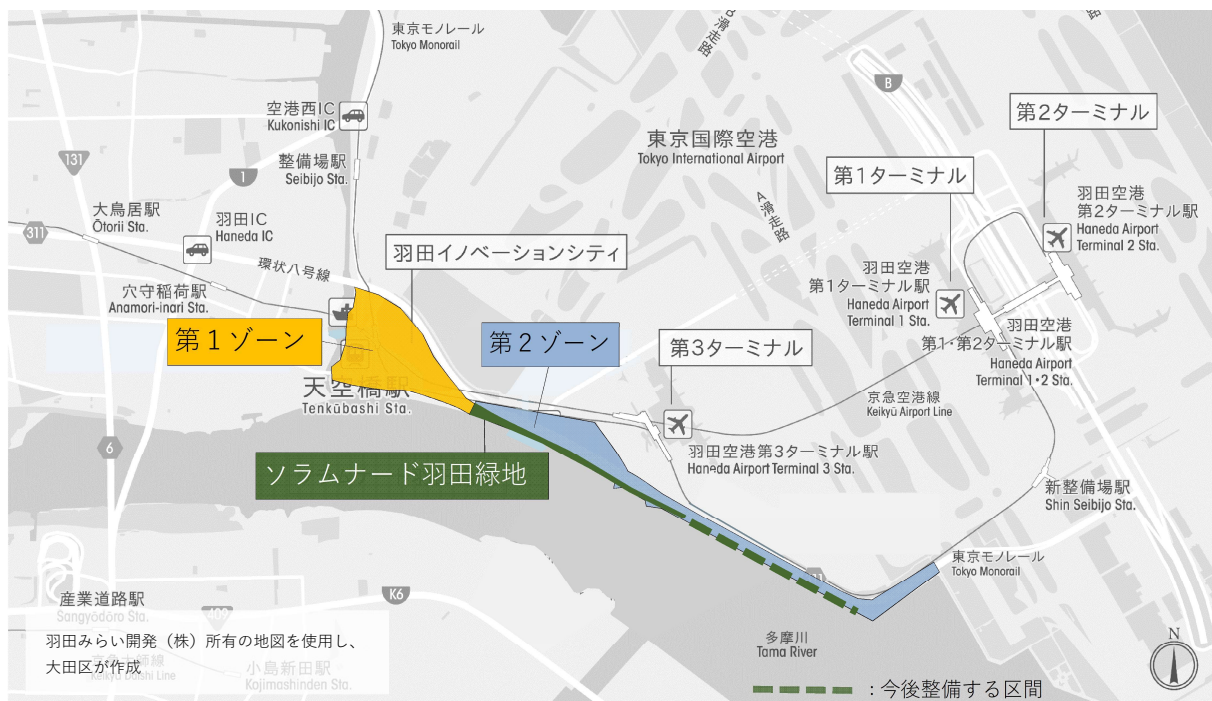 東京モノレール
Tokyo Monorail
B滑走路
空港西IC
Kukonishi IC
整備場駅
Seibijo Sta.
131
1
311
大鳥居駅
Ōtorii Sta.
羽田IC
Haneda IC
環状八号線
穴守稲荷駅
Anamori-inari Sta.
羽田イノベーションシティ
第１ゾーン
第２ゾーン
天空橋駅
Tenkūbashi Sta.
東京国際空港
Tokyo International Airport
A滑走路
B
第2ターミナル
第1ターミナル
羽田空港
第2ターミナル駅
Haneda Airport
Terminal 2 Sta.
羽田空港
第1ターミナル駅
Haneda Airport
Terminal 1 Sta.
羽田空港
第1・第2ターミナル駅
Haneda Airport
Terminal 1・2 Sta.
第3ターミナル
京急空港線
Keikyū Airport Line
羽田空港第3ターミナル駅
Haneda Airport Terminal 3 Sta.
6
ソラムナード羽田緑地
新整備場駅
Shin Seibijo Sta.
東京モノレール
Tokyo Monorail
K6
409
産業道路駅
Sangyōdōro Sta.
羽田みらい開発（株）所有の地図を使用し、
大田区が作成
Keikyū Daishi Line
小島新田駅
Kojimashinden Sta.
多摩川
Tama River
：今後整備する区間
N